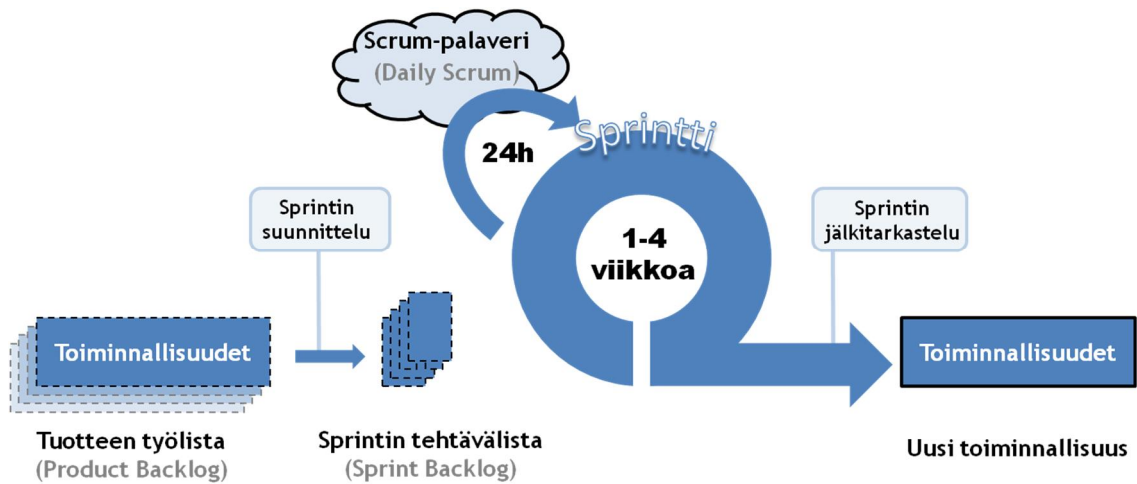 Scrum-palaveri
(Daily Scrum)
Sprintti
24h
Sprintin
suunnittelu
Sprintin
jälkitarkastelu
1-4
viikkoa
Toiminnallisuudet
Toiminnallisuudet
Tuotteen työlista
(Product Backlog)
Sprintin tehtävälista
(Sprint Backlog)
Uusi toiminnallisuus